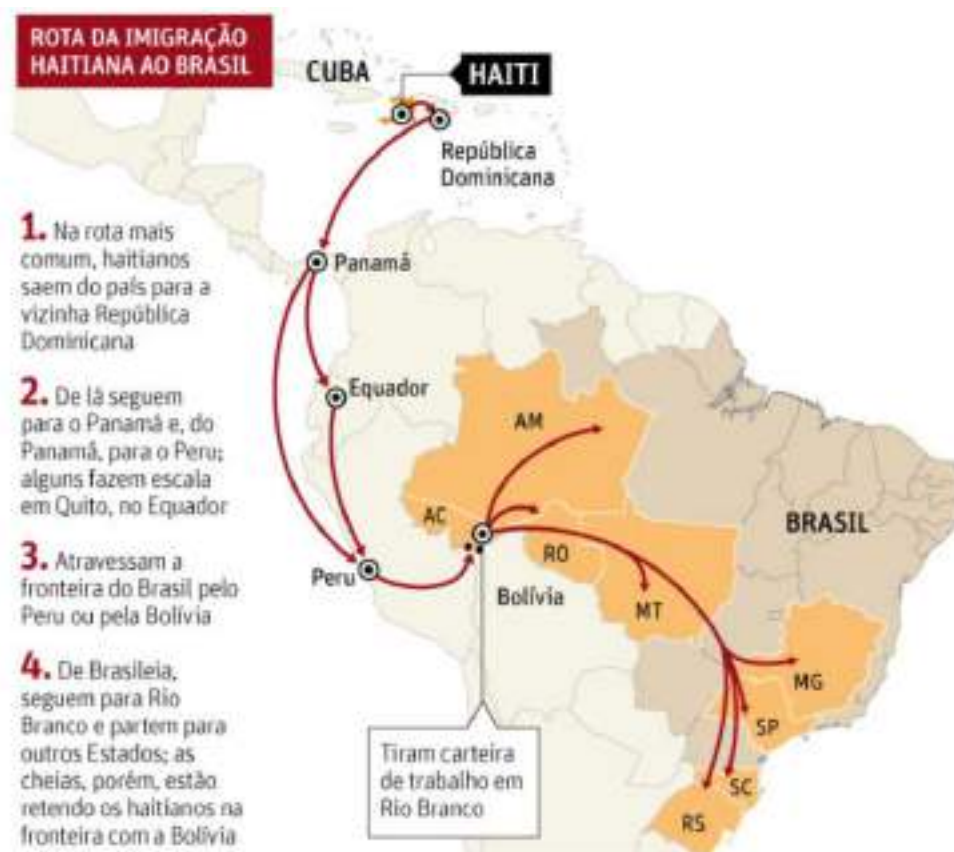 ROTA DA IMIGRAÇÃO
HAITIANA AO BRASIL
CUBA
HAITI
República
Dominicana
1. Na rota mais
comum, haitianos
saem do país para a
vizinha República
Dominicana
Panamá
2. De lá seguem
para o Panamá e, do
Panamá, para o Peru;
alguns fazem escala
em Quito, no Equador
Equador
AM
AC
BRASIL
3. Atravessam a
fronteira do Brasil pelo
Peru ou pela Bolívia
Peru
RO
Bolívia
MT
4. De Brasileia,
seguem para Rio
Branco e partem para
outros Estados; as
cheias, porém, estão
retendo os haitianos na
fronteira com a Bolívia
MG
SP
Tiram carteira
de trabalho em
Rio Branco
SC
RS